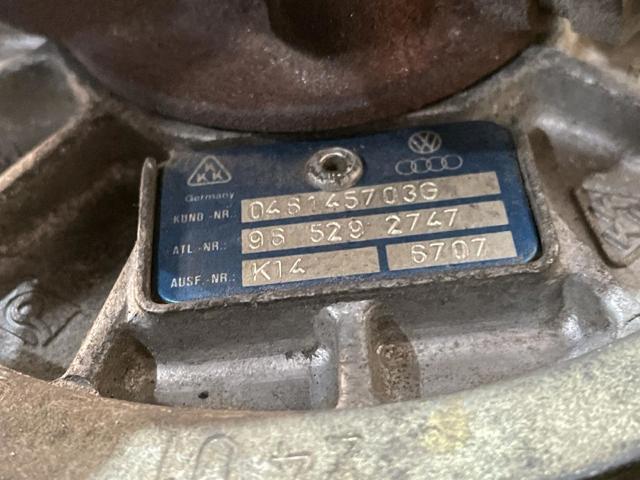 KK
Germany
KUND-NR.: 046145703G
ATL-NR.: 96 529 2747
AUSF.-NR.: K14 6707